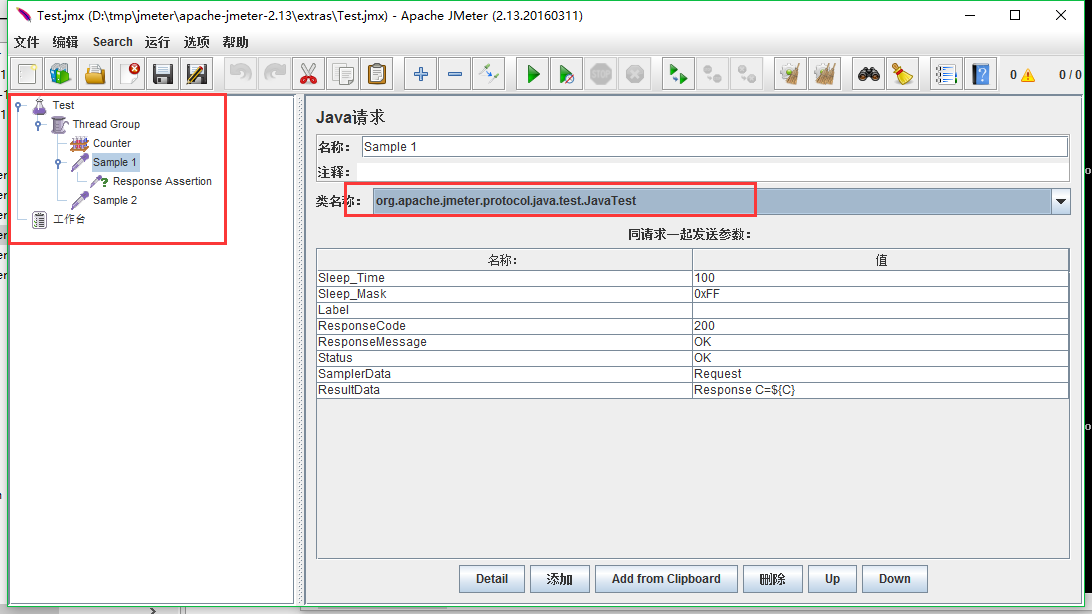 Test.jmx (D:\tmp\jmeter\apache-jmeter-2.13\extras\Test.jmx) - Apache JMeter (2.13.20160311)
文件 编辑 Search 运行 选项 帮助
STOP 0 0 / 0
Test
Thread Group
Counter
Sample 1
Response Assertion
Sample 2
工作台
Java请求
名称: Sample 1
注释:
类名称: org.apache.jmeter.protocol.java.test.JavaTest
同请求一起发送参数:
名称: 值
Sleep_Time 100
Sleep_Mask 0xFF
Label
ResponseCode 200
ResponseMessage OK
Status OK
SamplerData Request
ResultData Response C=${C}
Detail 添加 Add from Clipboard 删除 Up Down